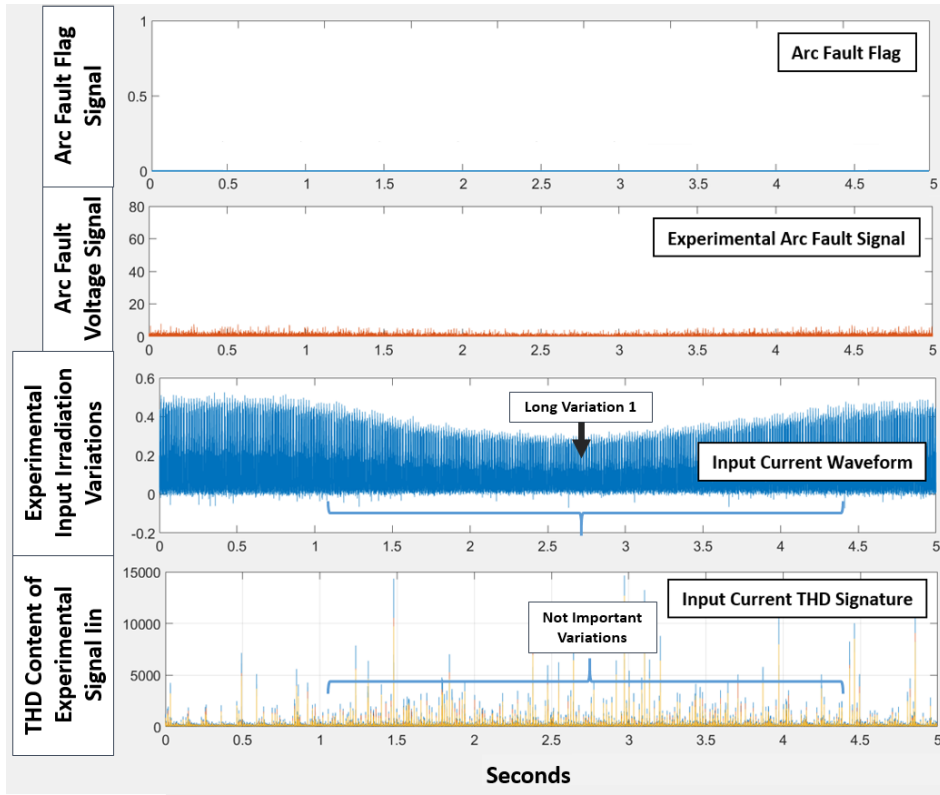 Arc Fault Flag
Signal
1
0.5
0
Arc Fault Flag
0 0.5 1 1.5 2 2.5 3 3.5 4 4.5 5
Arc Fault
Voltage Signal
80
60
40
20
0
Experimental Arc Fault Signal
0 0.5 1 1.5 2 2.5 3 3.5 4 4.5 5
Experimental
Input Irradiation
Variations
0.6
0.4
0.2
0
-0.2
Long Variation 1
Input Current Waveform
0 0.5 1 1.5 2 2.5 3 3.5 4 4.5 5
THD Content of
Experimental
Signal Iin
15000
10000
5000
0
Input Current THD Signature
Not Important
Variations
0 0.5 1 1.5 2 2.5 3 3.5 4 4.5 5
Seconds